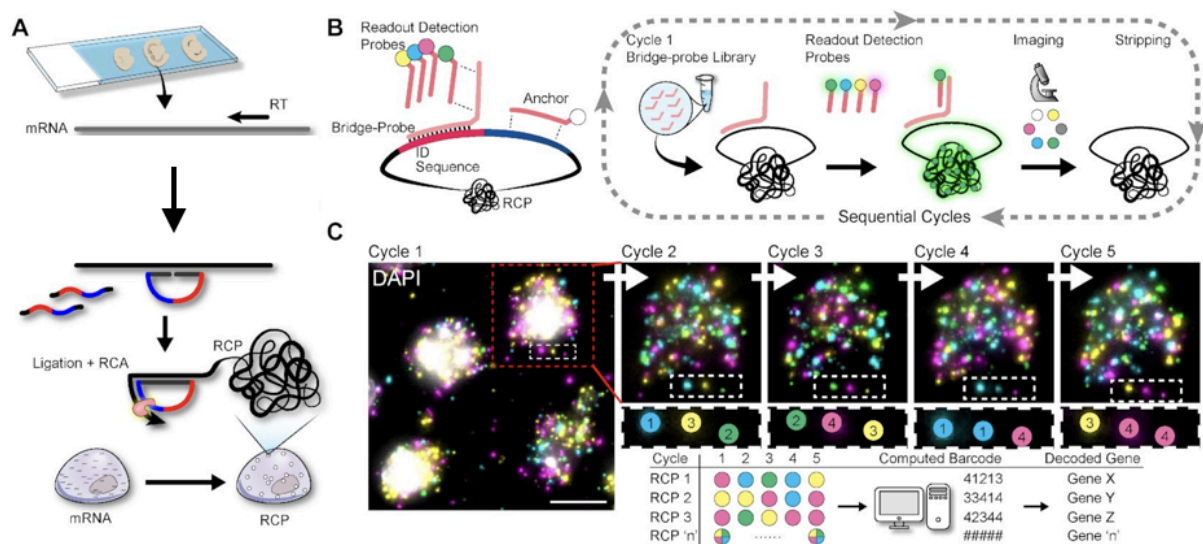 A
RT
mRNA
Ligation + RCA
RCP
mRNA
RCP
B
Readout Detection
Probes
Anchor
Bridge-Probe
ID
Sequence
RCP
Cycle 1
Bridge-probe Library
Readout Detection
Probes
Imaging
Stripping
Sequential Cycles
C
Cycle 1
Cycle 2
Cycle 3
Cycle 4
Cycle 5
DAPI
1 3 2
2 4 3
1 1 4
3 4 4
Cycle 1 2 3 4 5 Computed Barcode Decoded Gene
RCP 1 41213 Gene X
RCP 2 33414 Gene Y
RCP 3 42344 Gene Z
RCP 'n' ...... ##### Gene 'n'